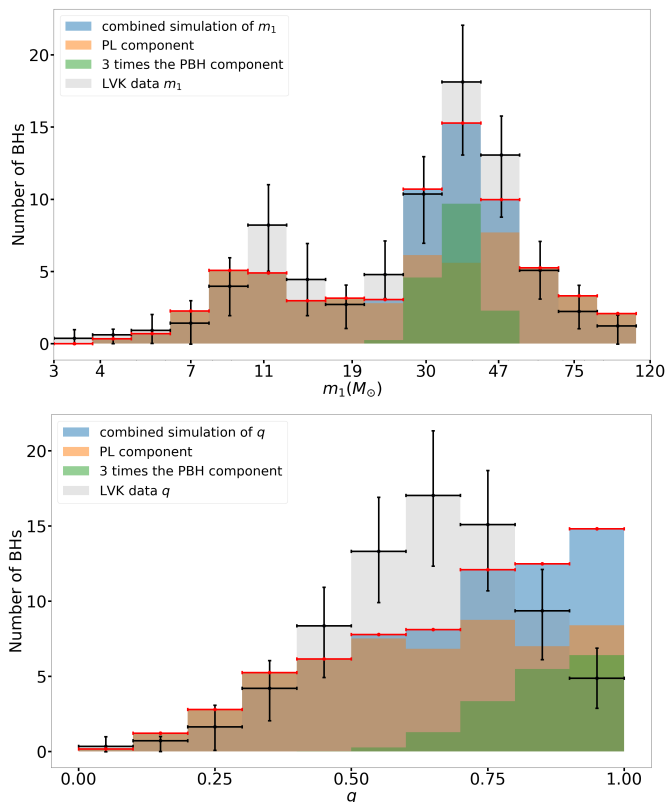 combined simulation of m₁
PL component
3 times the PBH component
LVK data m₁
Number of BHs
20
15
10
5
0
3 4 7 11 19 30 47 75 120
m₁(M⊙)
combined simulation of q
PL component
3 times the PBH component
LVK data q
Number of BHs
20
15
10
5
0
0.00 0.25 0.50 0.75 1.00
q